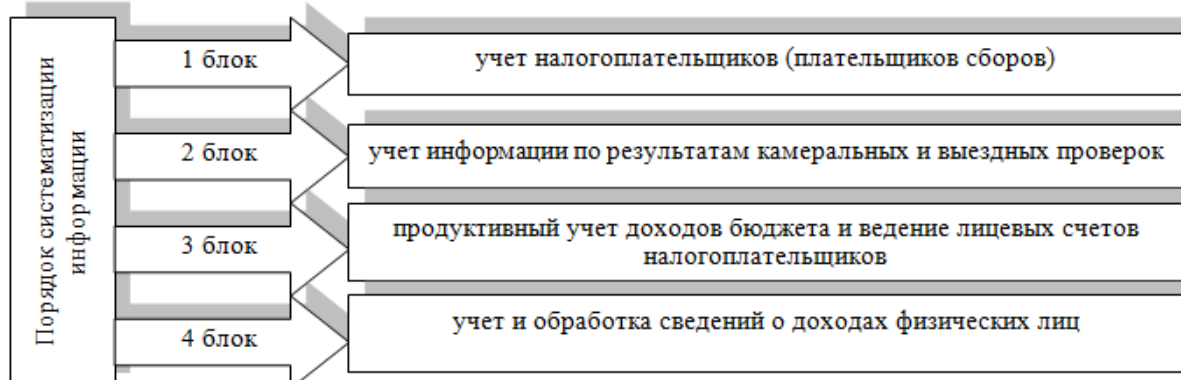 Порядок систематизации
информации
1 блок
учет налогоплательщиков (плательщиков сборов)
2 блок
учет информации по результатам камеральных и выездных проверок
3 блок
продуктивный учет доходов бюджета и ведение лицевых счетов
налогоплательщиков
4 блок
учет и обработка сведений о доходах физических лиц